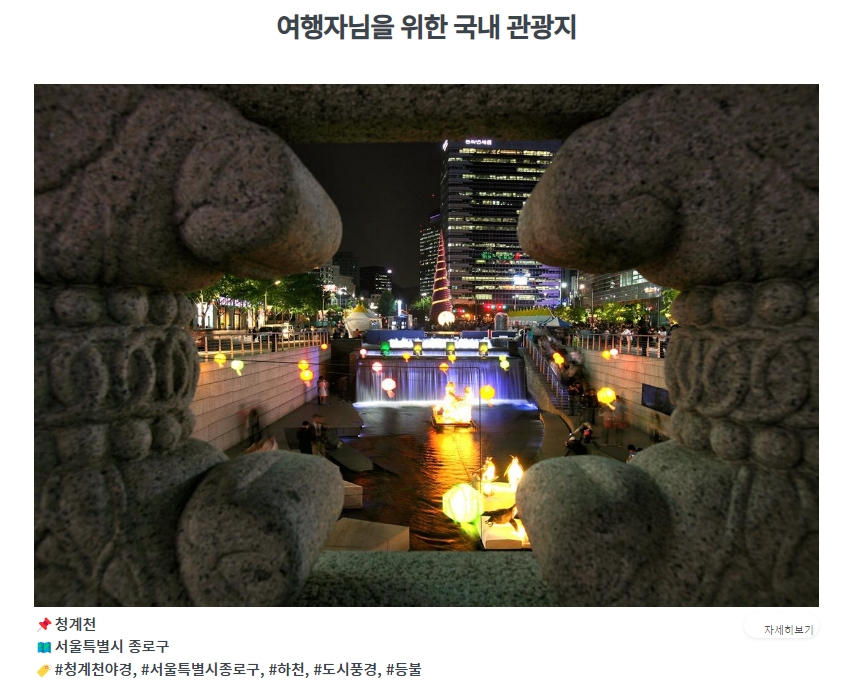 여행자님을 위한 국내 관광지
청계천
자세히보기
서울특별시 종로구
#청계천야경, #서울특별시종로구, #하천, #도시풍경, #등불